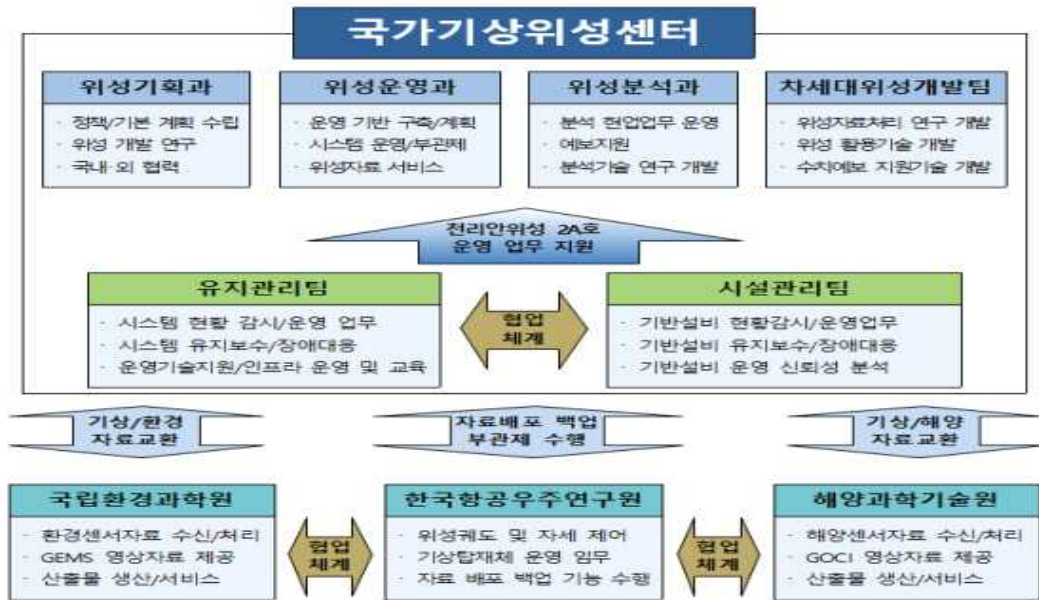 국가기상위성센터
위성기획과
· 정책/기본 계획 수립
· 위성 개발 연구
· 국내·외 협력
위성운영과
· 운영 기반 구축/계획
· 시스템 운영/부관제
· 위성자료 서비스
위성분석과
· 분석 현업업무 운영
· 예보지원
· 분석기술 연구 개발
차세대위성개발팀
· 위성자료처리 연구 개발
· 위성 활용기술 개발
· 수치예보 지원기술 개발
천리안위성 2A호
운영 업무 지원
유지관리팀
· 시스템 현황 감시/운영 업무
· 시스템 유지보수/장애대응
· 운영기술지원/인프라 운영 및 교육
협업
체계
시설관리팀
· 기반설비 현황감시/운영업무
· 기반설비 유지보수/장애대응
· 기반설비 운영 신뢰성 분석
기상/환경
자료교환
자료배포 백업
부관제 수행
기상/해양
자료교환
국립환경과학원
· 환경센서자료 수신/처리
· GEMS 영상자료 제공
· 산출물 생산/서비스
협업
체계
한국항공우주연구원
· 위성궤도 및 자세 제어
· 기상탑재체 운영 임무
· 자료 배포 백업 기능 수행
협업
체계
해양과학기술원
· 해양센서자료 수신/처리
· GOCI 영상자료 제공
· 산출물 생산/서비스